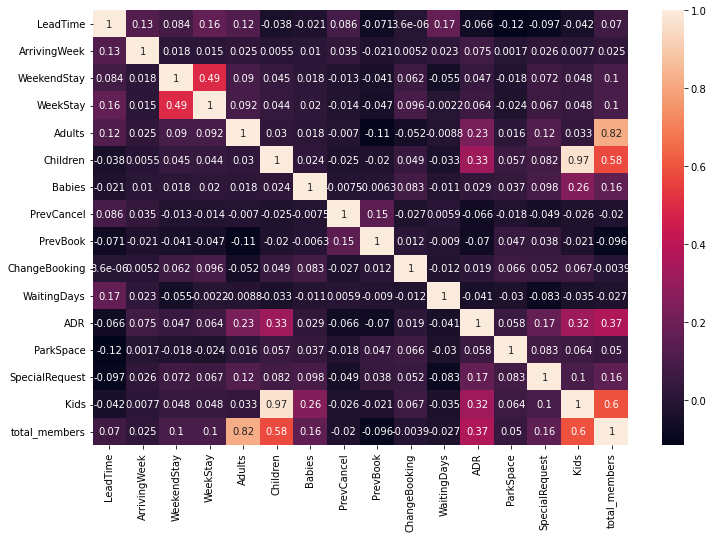 LeadTime 1 0.13 0.084 0.16 0.12 -0.038 -0.021 0.086 -0.071 3.6e-06 0.17 -0.066 -0.12 -0.097 -0.042 0.07
ArrivingWeek 0.13 1 0.018 0.015 0.025 0.0055 0.01 0.035 -0.021 0.0052 0.023 0.075 0.0017 0.026 0.0077 0.025
WeekendStay 0.084 0.018 1 0.49 0.09 0.045 0.018 -0.013 -0.041 0.062 -0.055 0.047 -0.018 0.072 0.048 0.1
WeekStay 0.16 0.015 0.49 1 0.092 0.044 0.02 -0.014 -0.047 0.096 -0.0022 0.064 -0.024 0.067 0.048 0.1
Adults 0.12 0.025 0.09 0.092 1 0.03 0.018 -0.007 -0.11 -0.052 -0.0088 0.23 0.016 0.12 0.033 0.82
Children -0.038 0.0055 0.045 0.044 0.03 1 0.024 -0.025 -0.02 0.049 -0.033 0.33 0.057 0.082 0.97 0.58
Babies -0.021 0.01 0.018 0.02 0.018 0.024 1 -0.0075 -0.0063 0.083 -0.011 0.029 0.037 0.098 0.26 0.16
PrevCancel 0.086 0.035 -0.013 -0.014 -0.007 -0.025 -0.0075 1 0.15 -0.027 0.0059 -0.066 -0.018 -0.049 -0.026 -0.02
PrevBook -0.071 -0.021 -0.041 -0.047 -0.11 -0.02 -0.0063 0.15 1 0.012 -0.009 -0.07 0.047 0.038 -0.021 -0.096
ChangeBooking 3.6e-06 0.0052 0.062 0.096 -0.052 0.049 0.083 -0.027 0.012 1 -0.012 0.019 0.066 0.052 0.067 -0.0039
WaitingDays 0.17 0.023 -0.055 -0.0022 -0.0088 -0.033 -0.011 0.0059 -0.009 -0.012 1 -0.041 -0.03 -0.083 -0.035 -0.027
ADR -0.066 0.075 0.047 0.064 0.23 0.33 0.029 -0.066 -0.07 0.019 -0.041 1 0.058 0.17 0.32 0.37
ParkSpace -0.12 0.0017 -0.018 -0.024 0.016 0.057 0.037 -0.018 0.047 0.066 -0.03 0.058 1 0.083 0.064 0.05
SpecialRequest -0.097 0.026 0.072 0.067 0.12 0.082 0.098 -0.049 0.038 0.052 -0.083 0.17 0.083 1 0.1 0.16
Kids -0.042 0.0077 0.048 0.048 0.033 0.97 0.26 -0.026 -0.021 0.067 -0.035 0.32 0.064 0.1 1 0.6
total_members 0.07 0.025 0.1 0.1 0.82 0.58 0.16 -0.02 -0.096 -0.0039 -0.027 0.37 0.05 0.16 0.6 1
LeadTime
ArrivingWeek
WeekendStay
WeekStay
Adults
Children
Babies
PrevCancel
PrevBook
ChangeBooking
WaitingDays
ADR
ParkSpace
SpecialRequest
Kids
total_members
1.0
0.8
0.6
0.4
0.2
0.0